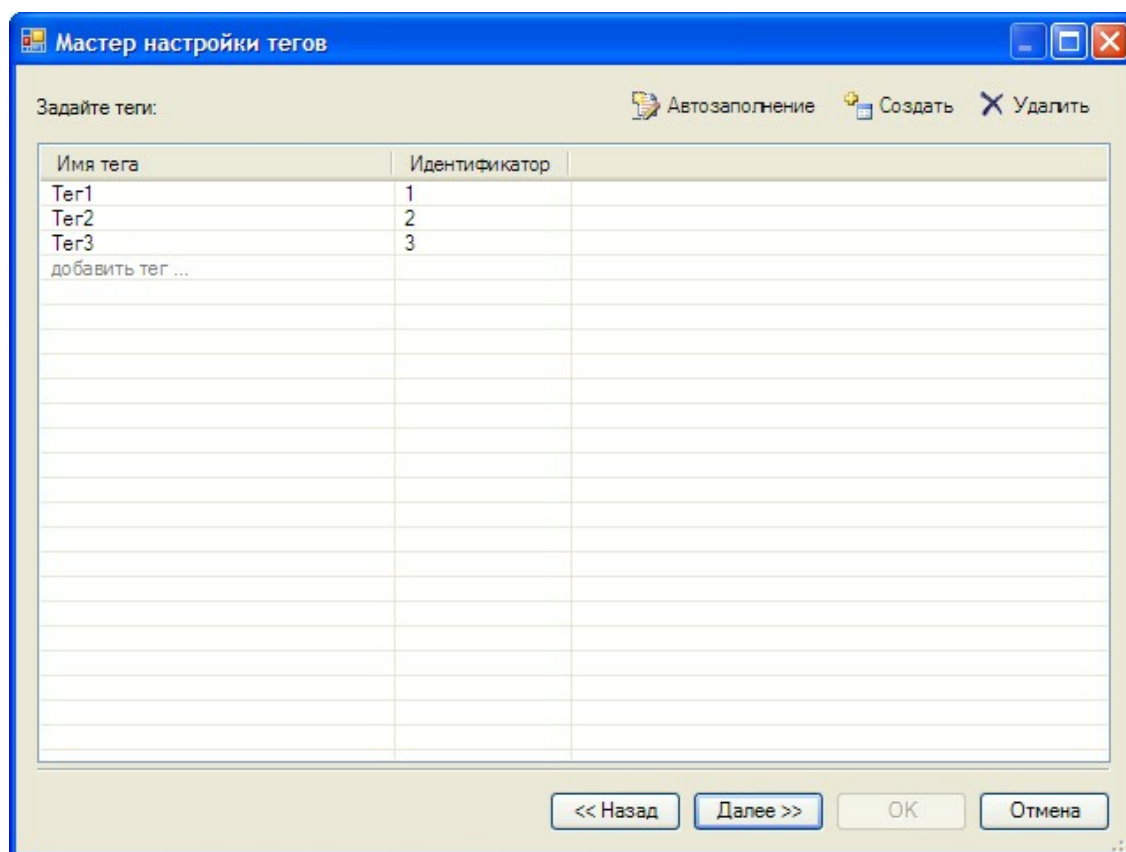 Мастер настройки тегов
Задайте теги: Автозаполнение Создать Удалить
Имя тега Идентификатор
Тег1 1
Тег2 2
Тег3 3
добавить тег ...
<< Назад Далее >> OK Отмена